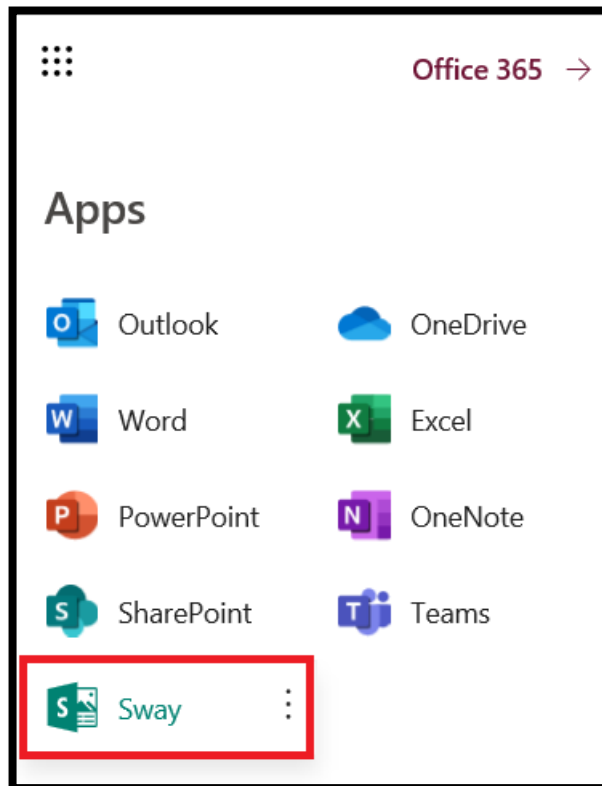 Office 365 →
Apps
Outlook
OneDrive
Word
Excel
PowerPoint
OneNote
SharePoint
Teams
Sway